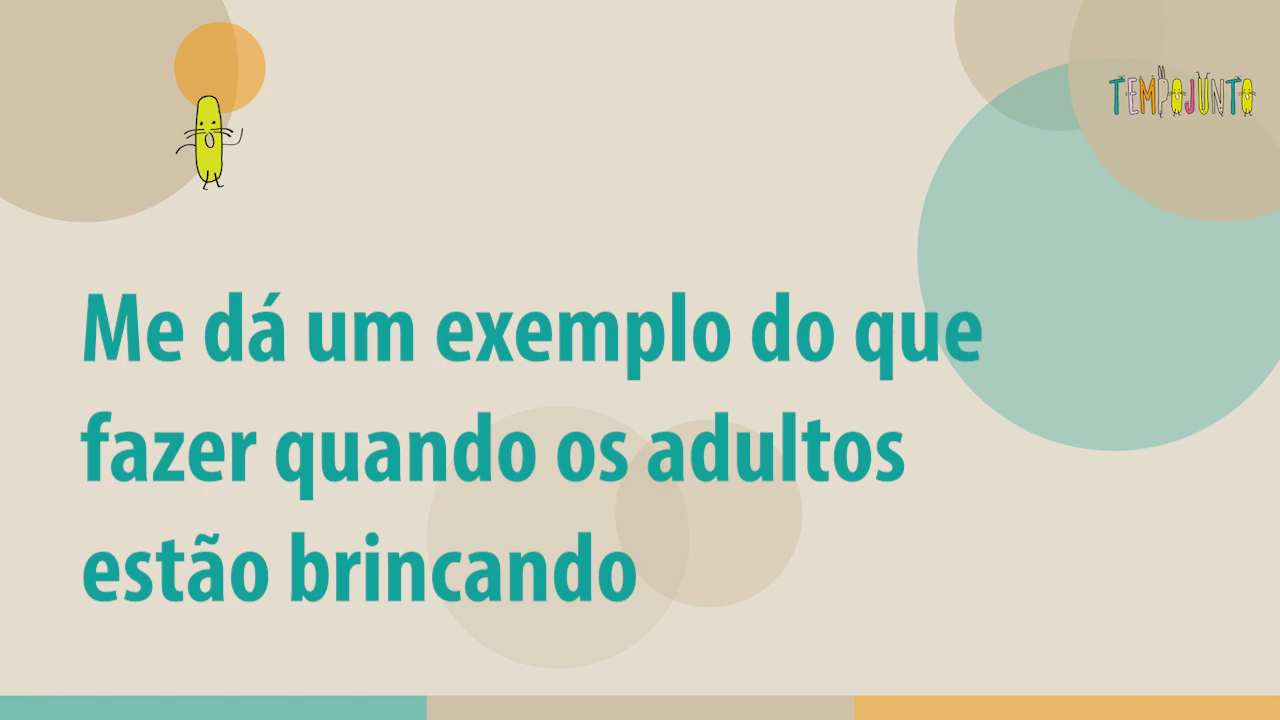 TEMPOJUNTO
Me dá um exemplo do que
fazer quando os adultos
estão brincando